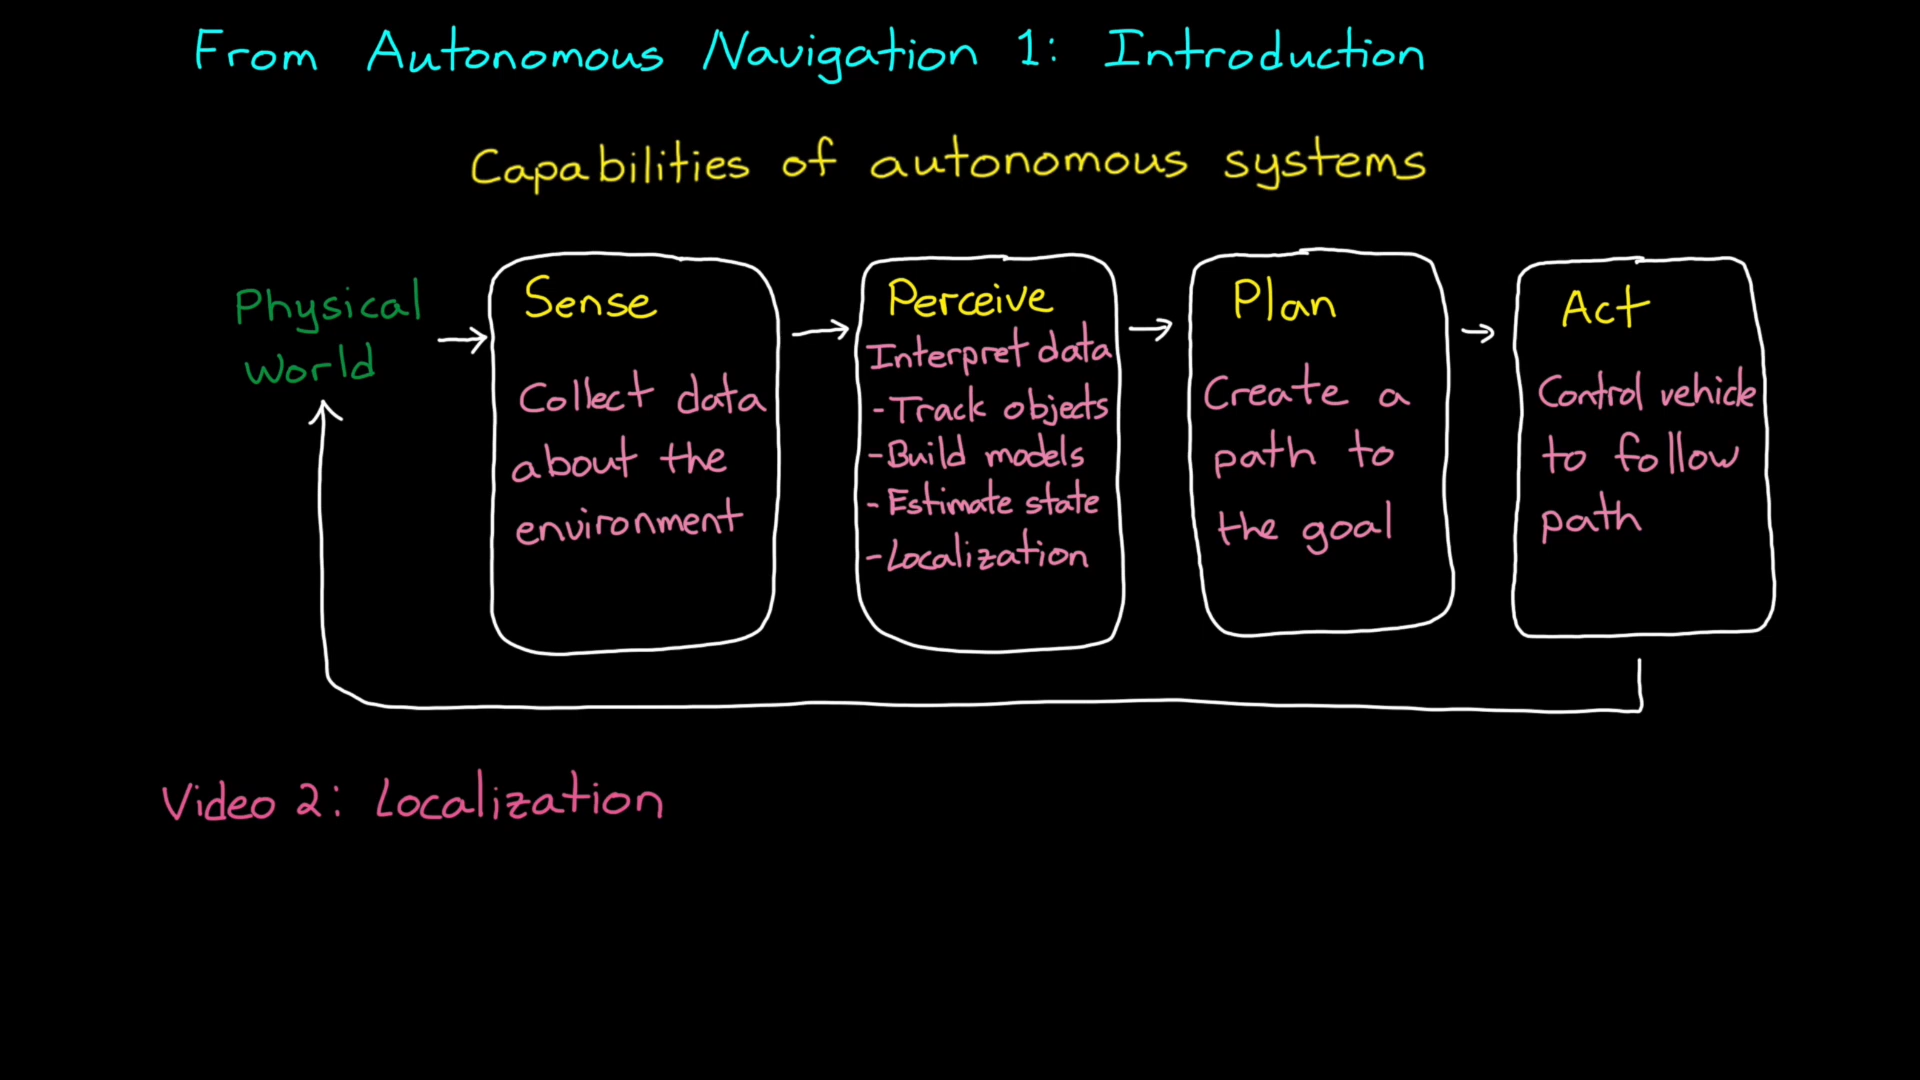 From Autonomous Navigation 1: Introduction
Capabilities of autonomous systems
Physical
World
Sense
Collect data
about the
environment
Perceive
Interpret data
- Track objects
- Build models
- Estimate state
- Localization
Plan
Create a
path to
the goal
Act
Control vehicle
to follow
path
Video 2: Localization